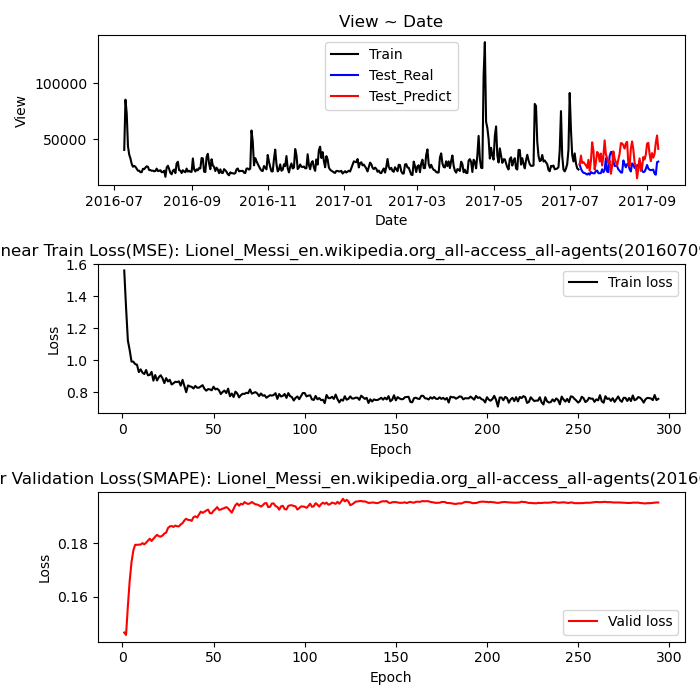 View ~ Date
Train
Test_Real
Test_Predict
100000
50000
View
2016-07 2016-09 2016-11 2017-01 2017-03 2017-05 2017-07 2017-09
Date
near Train Loss(MSE): Lionel_Messi_en.wikipedia.org_all-access_all-agents(20160709
Train loss
1.6
1.4
1.2
1.0
0.8
Loss
0 50 100 150 200 250 300
Epoch
r Validation Loss(SMAPE): Lionel_Messi_en.wikipedia.org_all-access_all-agents(2016
0.18
0.16
Loss
Valid loss
0 50 100 150 200 250 300
Epoch